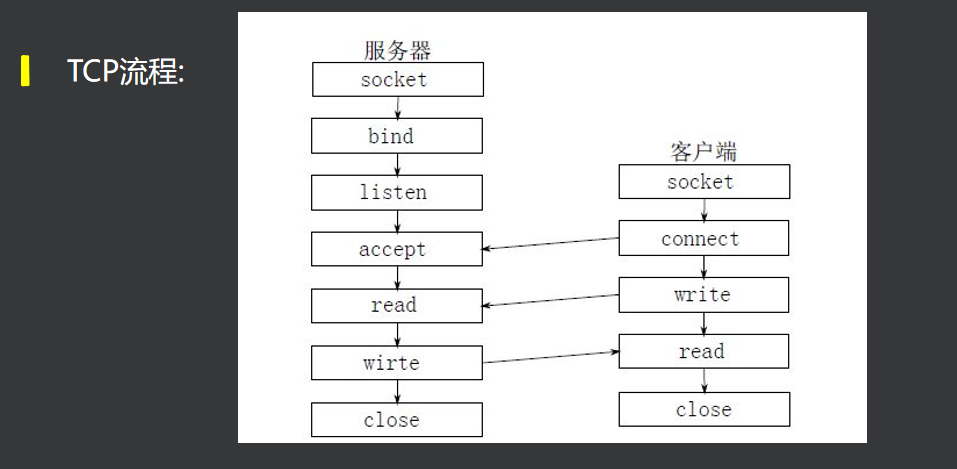 TCP流程:
服务器
socket
bind
listen
accept
read
wirte
close
客户端
socket
connect
write
read
close